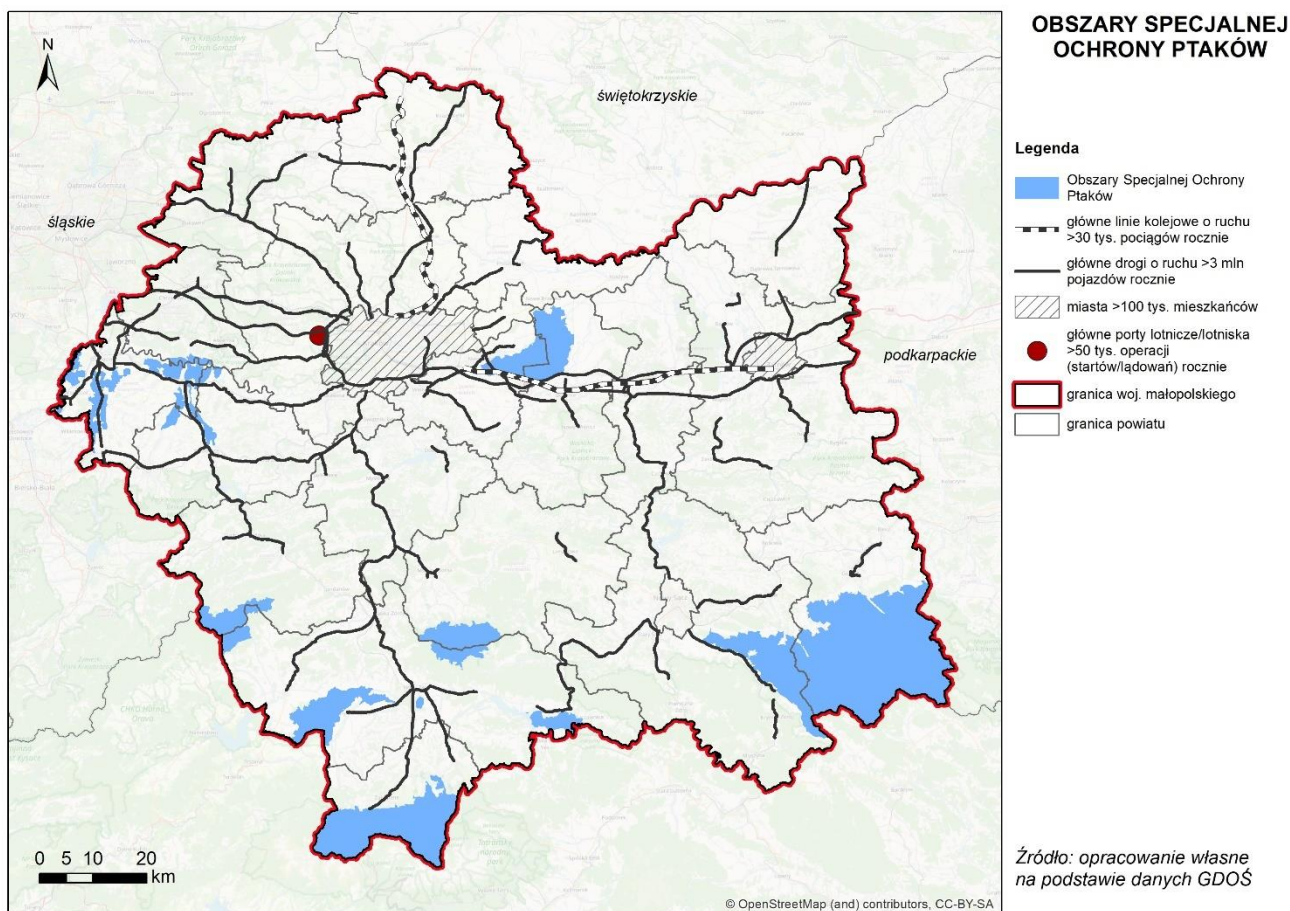 OBSZARY SPECJALNEJ
OCHRONY PTAKÓW
N
świętokrzyskie
śląskie
podkarpackie
Legenda
Obszary Specjalnej Ochrony
Ptaków
główne linie kolejowe o ruchu
>30 tys. pociągów rocznie
główne drogi o ruchu >3 mln
pojazdów rocznie
miasta >100 tys. mieszkańców
główne porty lotnicze/lotniska
>50 tys. operacji
(startów/lądowań) rocznie
granica woj. małopolskiego
granica powiatu
0 5 10 20
km
Źródło: opracowanie własne
na podstawie danych GDOŚ
© OpenStreetMap (and) contributors, CC-BY-SA